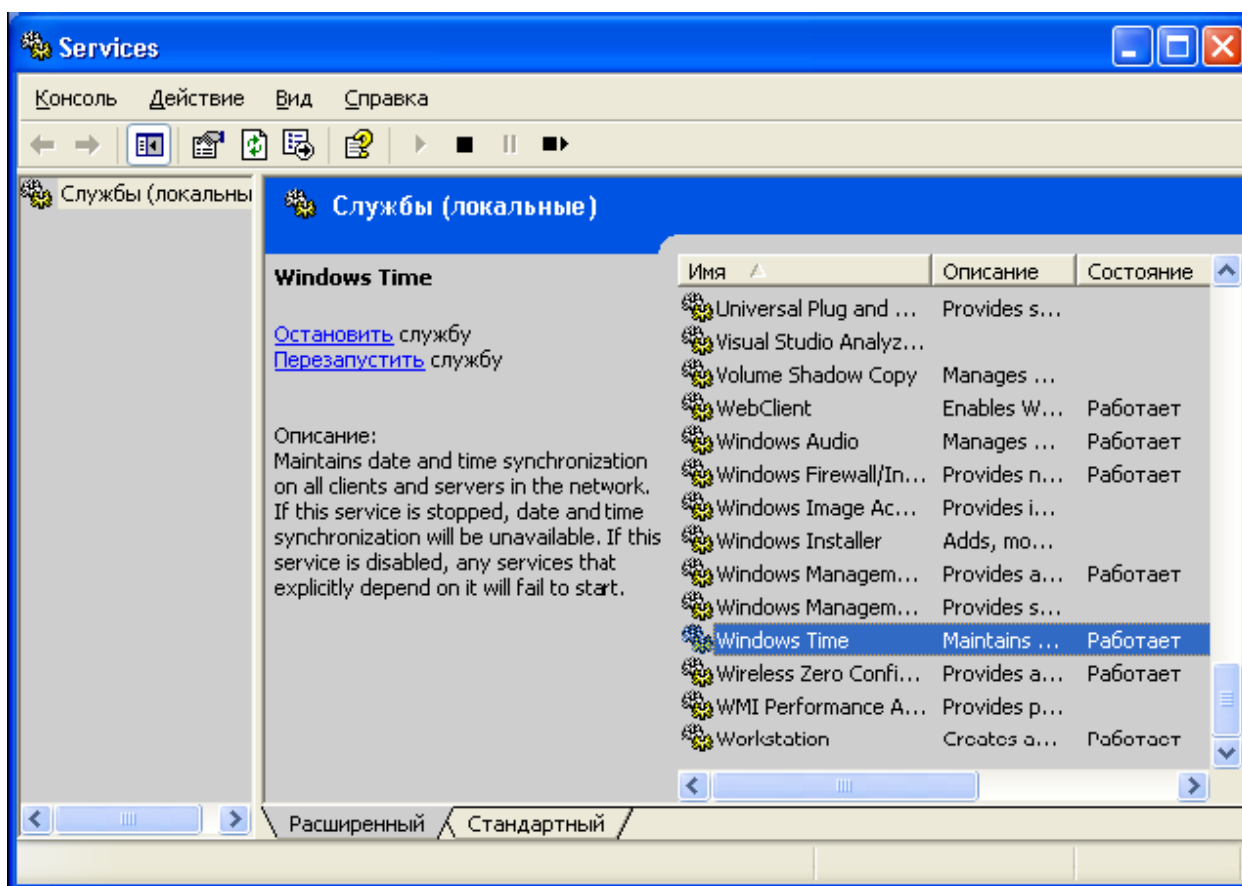 Services
Консоль Действие Вид Справка
Службы (локальны
Службы (локальные)
Windows Time
Остановить службу
Перезапустить службу
Описание:
Maintains date and time synchronization
on all clients and servers in the network.
If this service is stopped, date and time
synchronization will be unavailable. If this
service is disabled, any services that
explicitly depend on it will fail to start.
Имя Описание Состояние
Universal Plug and ... Provides s...
Visual Studio Analyz...
Volume Shadow Copy Manages ...
WebClient Enables W... Работает
Windows Audio Manages ... Работает
Windows Firewall/In... Provides n... Работает
Windows Image Ac... Provides i...
Windows Installer Adds, mo...
Windows Managem... Provides a... Работает
Windows Managem... Provides s...
Windows Time Maintains ... Работает
Wireless Zero Confi... Provides a... Работает
WMI Performance A... Provides p...
Workstation Creates a... Работает
Расширенный Стандартный